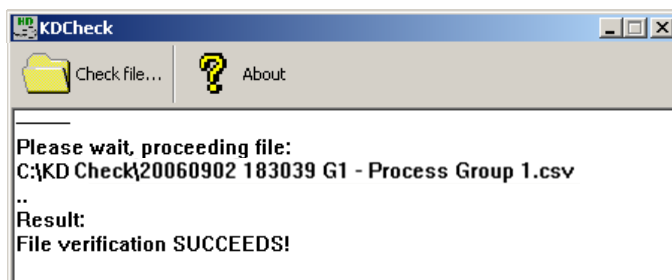 KDCheck
Check file...
About
Please wait, proceeding file:
C:\KD Check\20060902 183039 G1 - Process Group 1.csv
..
Result:
File verification SUCCEEDS!